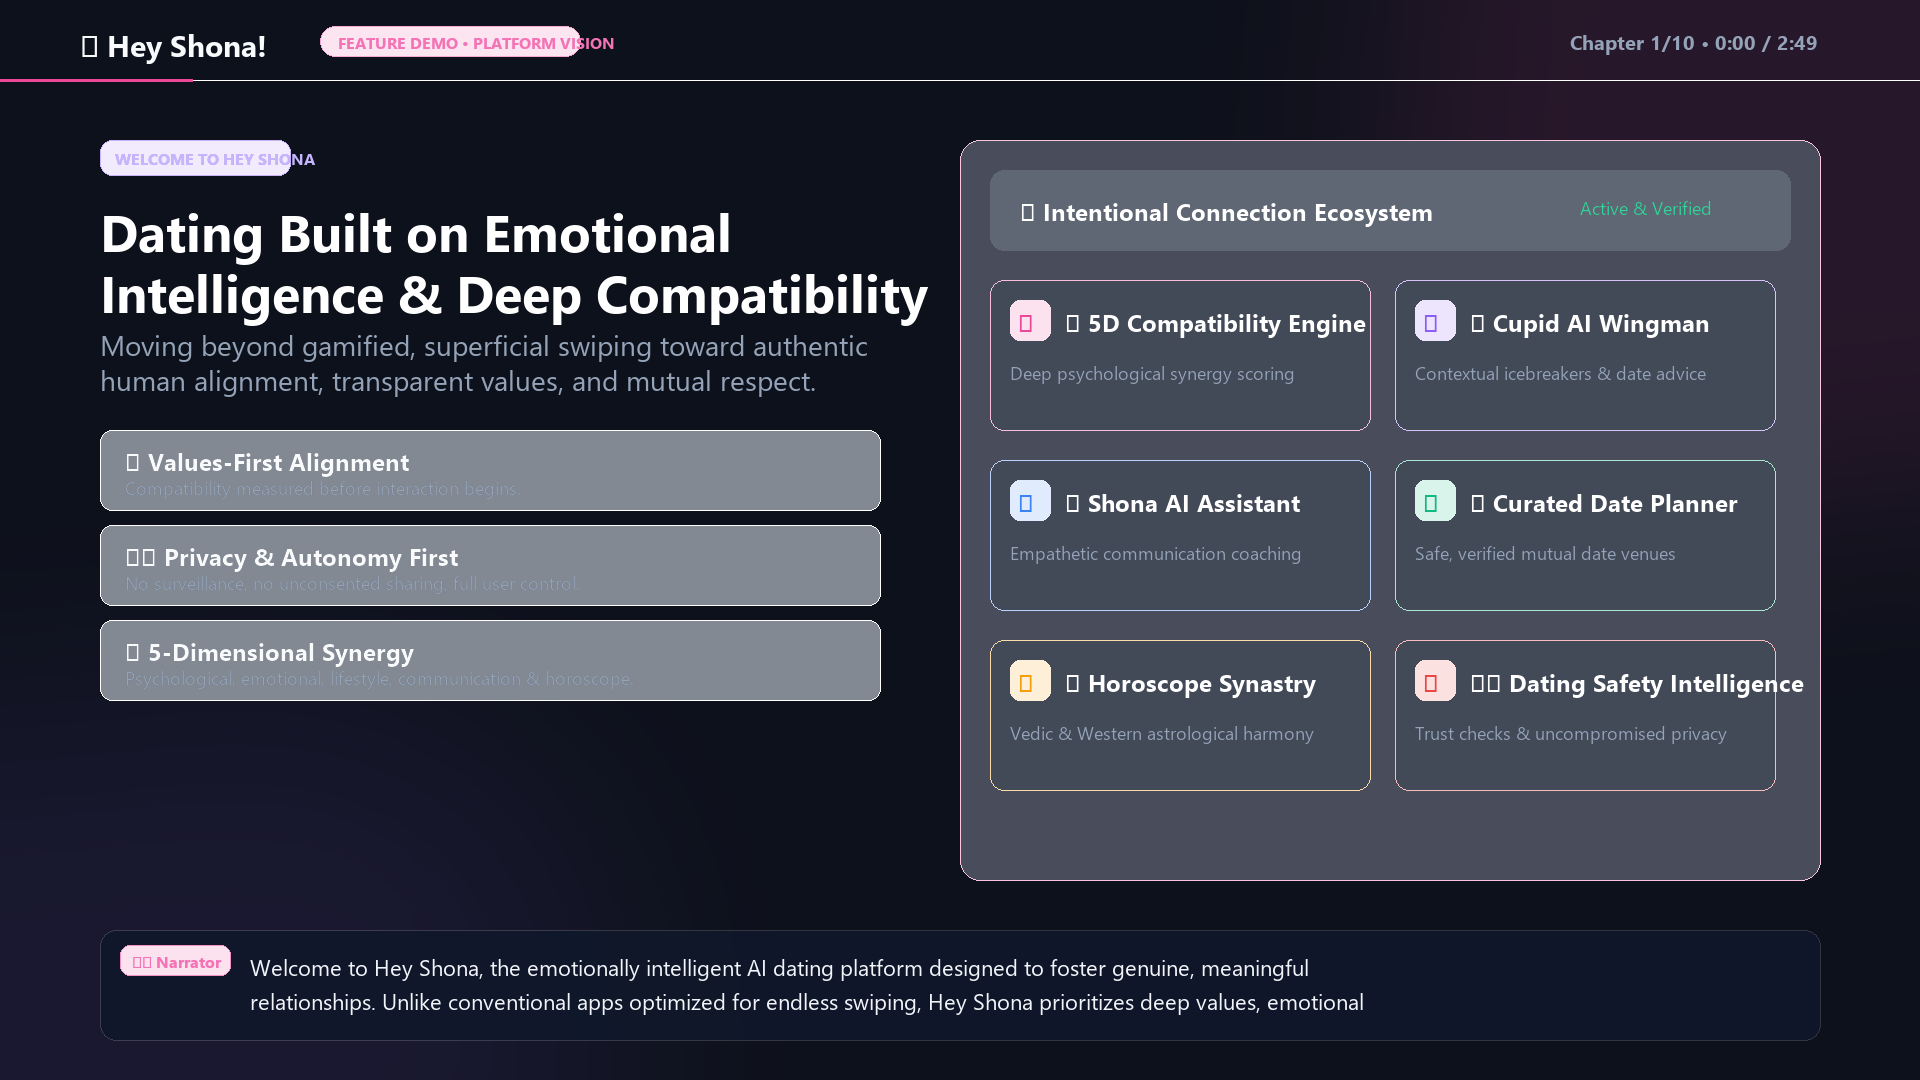 Hey Shona!
FEATURE DEMO • PLATFORM VISION
Chapter 1/10 • 0:00 / 2:49
WELCOME TO HEY SHONA
Dating Built on Emotional
Intelligence & Deep Compatibility
Moving beyond gamified, superficial swiping toward authentic
human alignment, transparent values, and mutual respect.
Values-First Alignment
Compatibility measured before interaction begins.
Privacy & Autonomy First
No surveillance, no unconsented sharing, full user control.
5-Dimensional Synergy
Psychological, emotional, lifestyle, communication & horoscope.
Intentional Connection Ecosystem
Active & Verified
5D Compatibility Engine
Deep psychological synergy scoring
Cupid AI Wingman
Contextual icebreakers & date advice
Shona AI Assistant
Empathetic communication coaching
Curated Date Planner
Safe, verified mutual date venues
Horoscope Synastry
Vedic & Western astrological harmony
Dating Safety Intelligence
Trust checks & uncompromised privacy
Narrator
Welcome to Hey Shona, the emotionally intelligent AI dating platform designed to foster genuine, meaningful
relationships. Unlike conventional apps optimized for endless swiping, Hey Shona prioritizes deep values, emotional